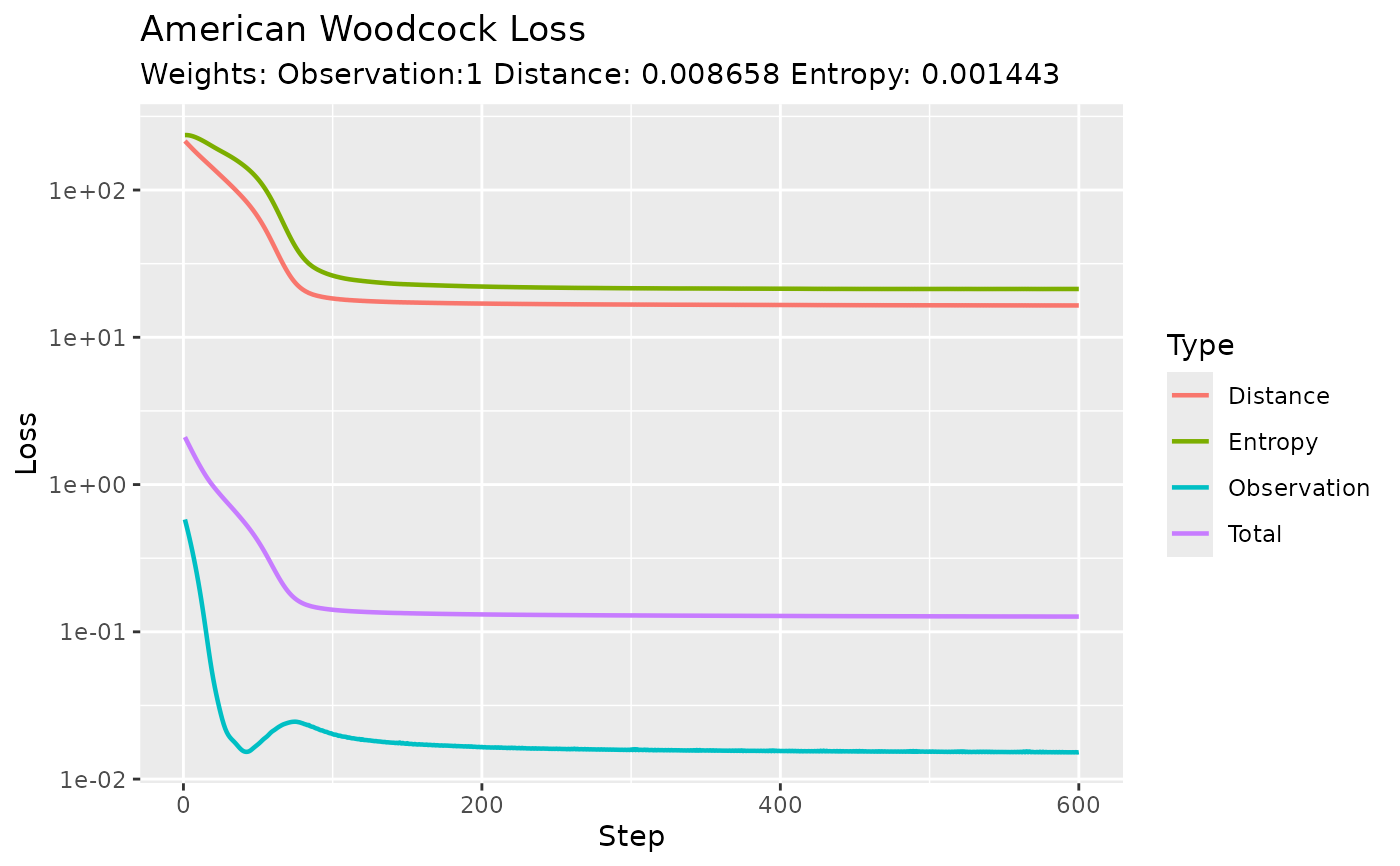 American Woodcock Loss
Weights: Observation:1 Distance: 0.008658 Entropy: 0.001443
Loss
1e+02
1e+01
1e+00
1e-01
1e-02
0
200
400
600
Step
Type
Distance
Entropy
Observation
Total